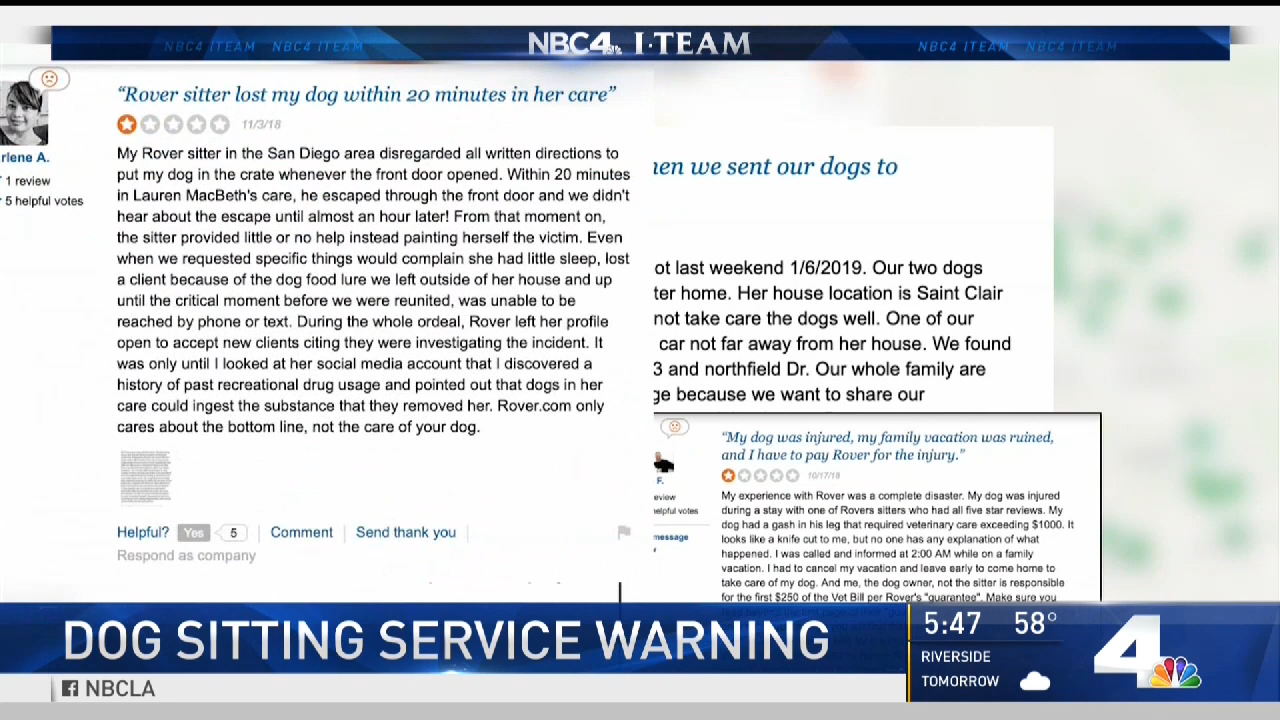 NBC4 ITEAM NBC4 ITEAM
NBC4 I·TEAM
NBC4 ITEAM NBC4 ITEAM
rlene A.
1 review
5 helpful votes
“Rover sitter lost my dog within 20 minutes in her care”
11/3/18
My Rover sitter in the San Diego area disregarded all written directions to
put my dog in the crate whenever the front door opened. Within 20 minutes
in Lauren MacBeth's care, he escaped through the front door and we didn't
hear about the escape until almost an hour later! From that moment on,
the sitter provided little or no help instead painting herself the victim. Even
when we requested specific things would complain she had little sleep, lost
a client because of the dog food lure we left outside of her house and up
until the critical moment before we were reunited, was unable to be
reached by phone or text. During the whole ordeal, Rover left her profile
open to accept new clients citing they were investigating the incident. It
was only until I looked at her social media account that I discovered a
history of past recreational drug usage and pointed out that dogs in her
care could ingest the substance that they removed her. Rover.com only
cares about the bottom line, not the care of your dog.
Helpful? Yes 5 Comment Send thank you
Respond as company
en we sent our dogs to
ot last weekend 1/6/2019. Our two dogs
ter home. Her house location is Saint Clair
not take care the dogs well. One of our
car not far away from her house. We found
3 and northfield Dr. Our whole family are
ge because we want to share our
F.
eview
elpful votes
message
“My dog was injured, my family vacation was ruined,
and I have to pay Rover for the injury.”
10/17/18
My experience with Rover was a complete disaster. My dog was injured
during a stay with one of Rovers sitters who had all five star reviews. My
dog had a gash in his leg that required veterinary care exceeding $1000. It
looks like a knife cut to me, but no one has any explanation of what
happened. I was called and informed at 2:00 AM while on a family
vacation. I had to cancel my vacation and leave early to come home to
take care of my dog. And me, the dog owner, not the sitter is responsible
for the first $250 of the Vet Bill per Rover's "guarantee". Make sure you
DOG SITTING SERVICE WARNING
NBCLA
5:47 58°
RIVERSIDE
TOMORROW
4